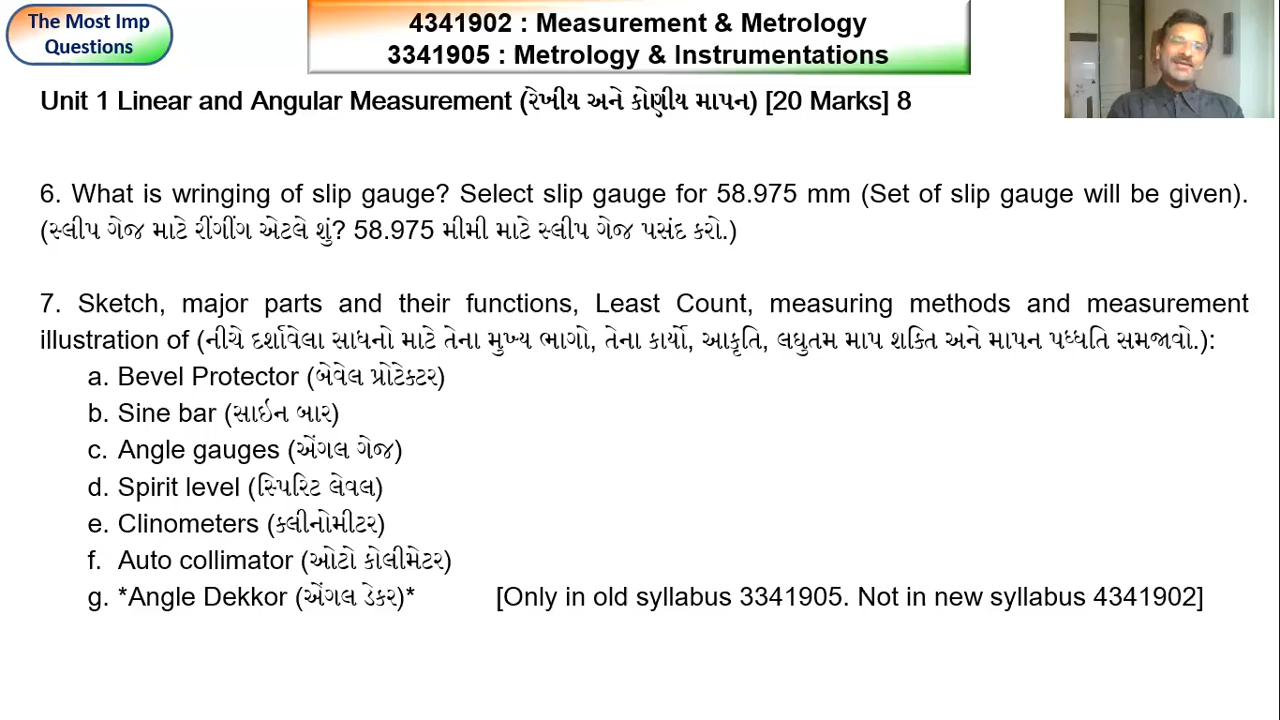 The Most Imp
Questions
4341902 : Measurement & Metrology
3341905 : Metrology & Instrumentations
Unit 1 Linear and Angular Measurement (રેખીય અને કોણીય માપન) [20 Marks] 8
6. What is wringing of slip gauge? Select slip gauge for 58.975 mm (Set of slip gauge will be given).
(સ્લીપ ગેજ માટે રીંગીંગ એટલે શું? 58.975 મીમી માટે સ્લીપ ગેજ પસંદ કરો.)
7. Sketch, major parts and their functions, Least Count, measuring methods and measurement
illustration of (નીચે દર્શાવેલા સાધનો માટે તેના મુખ્ય ભાગો, તેના કાર્યો, આકૃતિ, લઘુતમ માપ શક્તિ અને માપન પધ્ધતિ સમજાવો.):
a. Bevel Protector (બેવેલ પ્રોટેક્ટર)
b. Sine bar (સાઇન બાર)
c. Angle gauges (એંગલ ગેજ)
d. Spirit level (સ્પિરિટ લેવલ)
e. Clinometers (ક્લીનોમીટર)
f. Auto collimator (ઓટો કોલીમેટર)
g. *Angle Dekkor (એંગલ ડેકર)* [Only in old syllabus 3341905. Not in new syllabus 4341902]